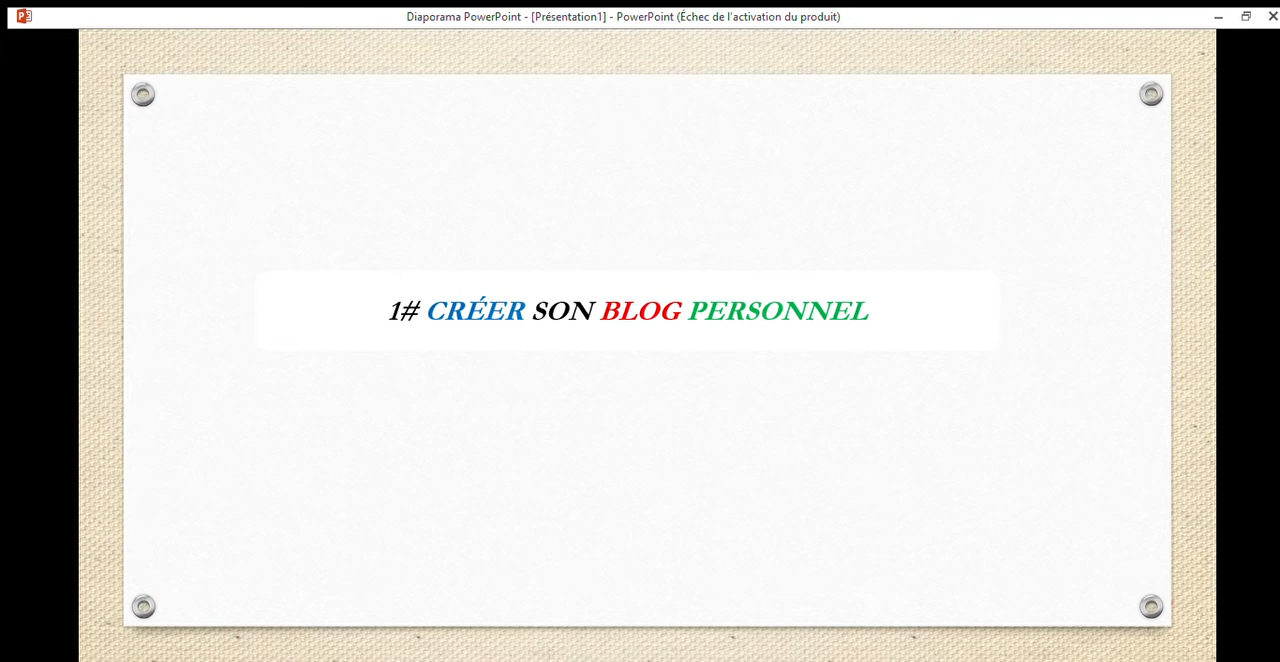 Diaporama PowerPoint - [Présentation1] - PowerPoint (Échec de l'activation du produit)
1# CRÉER SON BLOG PERSONNEL